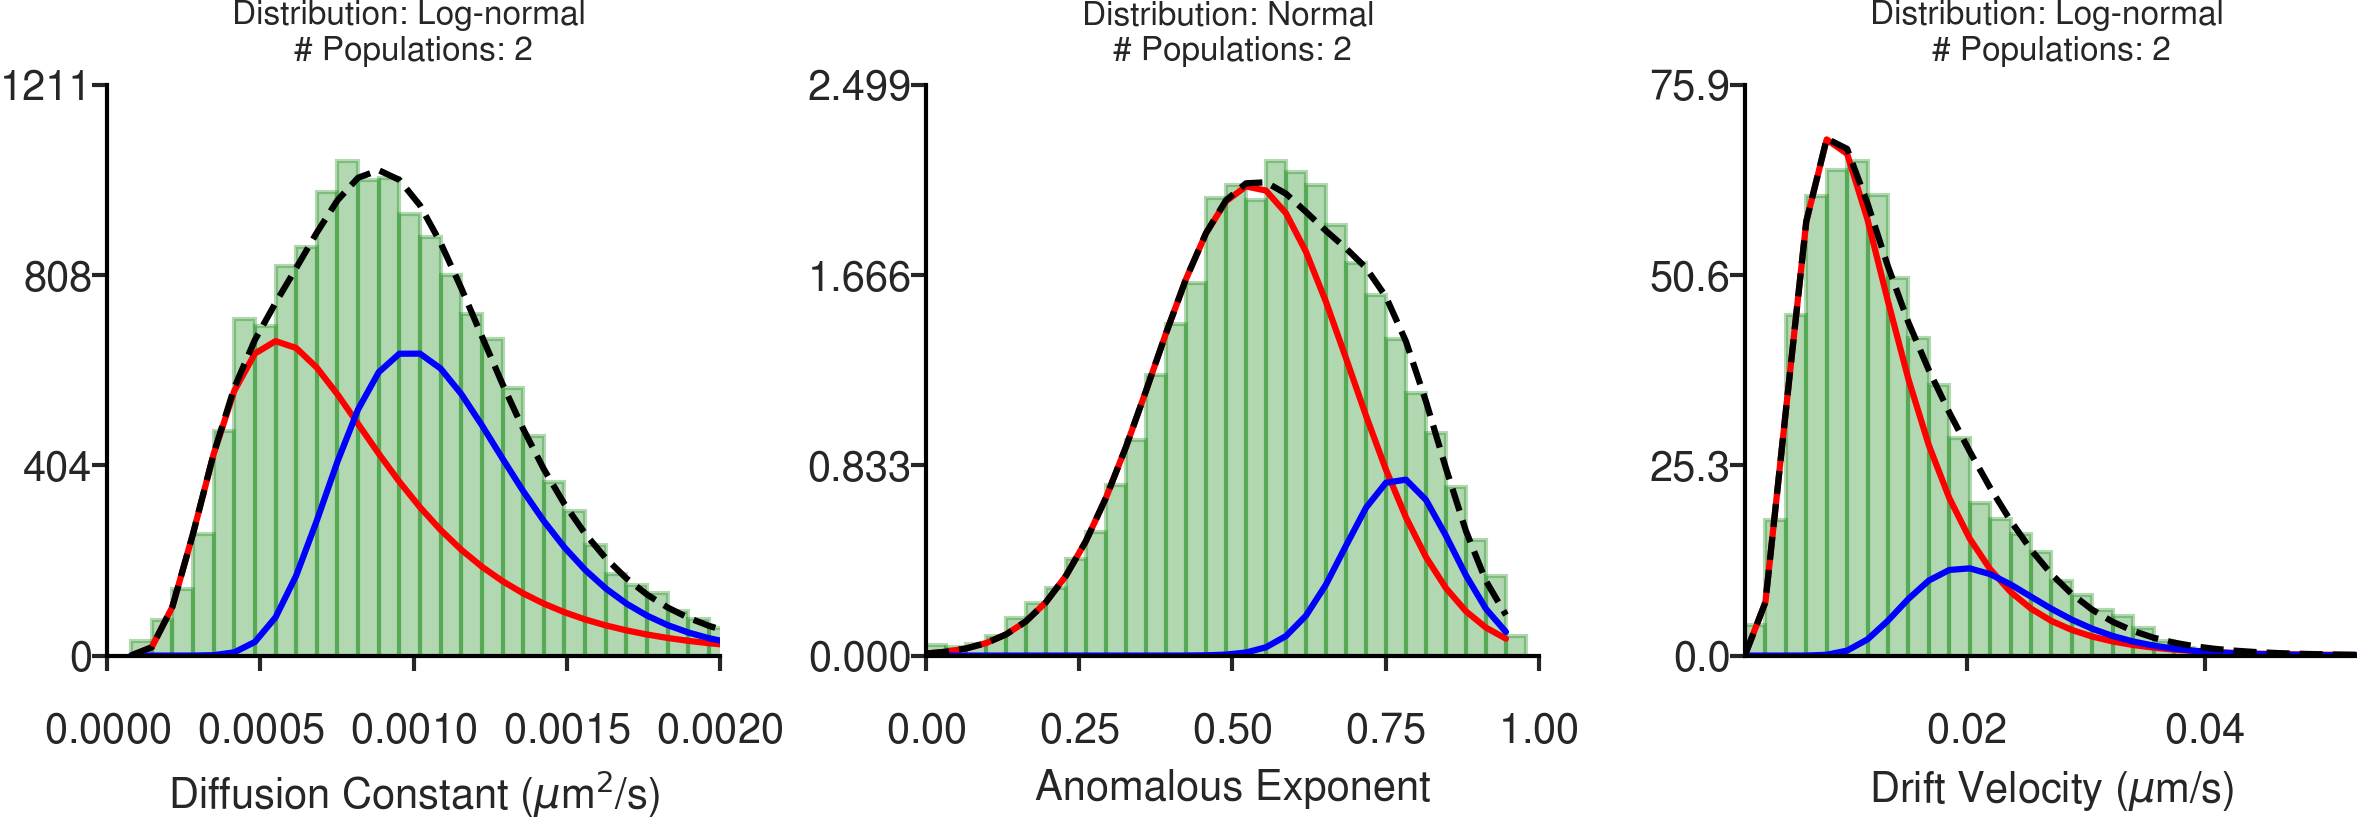 Distribution: Log-normal
# Populations: 2
1211
808
404
0
0.0000 0.0005 0.0010 0.0015 0.0020
Diffusion Constant (μm²/s)
Distribution: Normal
# Populations: 2
2.499
1.666
0.833
0.000
0.00 0.25 0.50 0.75 1.00
Anomalous Exponent
Distribution: Log-normal
# Populations: 2
75.9
50.6
25.3
0.0
0.02 0.04
Drift Velocity (μm/s)